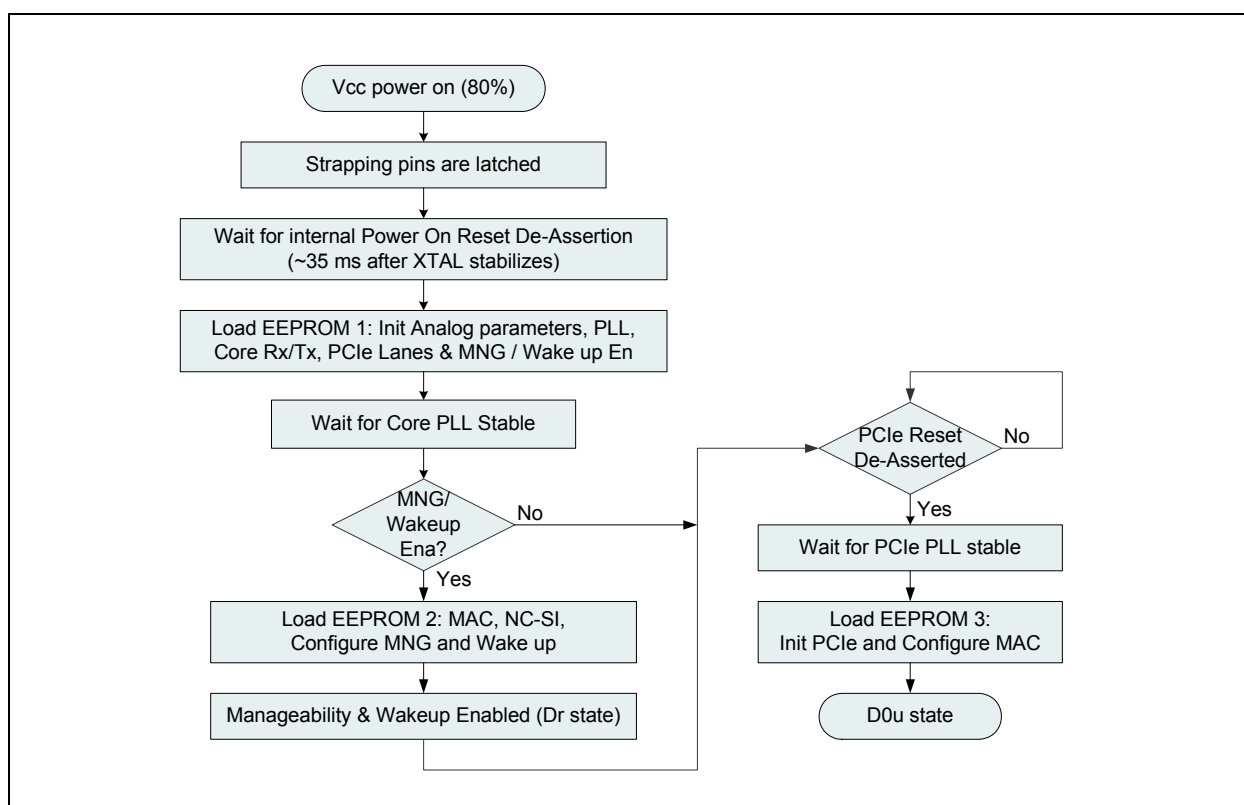 Vcc power on (80%)
Strapping pins are latched
Wait for internal Power On Reset De-Assertion
(~35 ms after XTAL stabilizes)
Load EEPROM 1: Init Analog parameters, PLL,
Core Rx/Tx, PCIe Lanes & MNG / Wake up En
Wait for Core PLL Stable
MNG/
Wakeup
Ena?
No
Yes
Load EEPROM 2: MAC, NC-SI,
Configure MNG and Wake up
Manageability & Wakeup Enabled (Dr state)
PCIe Reset
De-Asserted
No
Yes
Wait for PCIe PLL stable
Load EEPROM 3:
Init PCIe and Configure MAC
D0u state